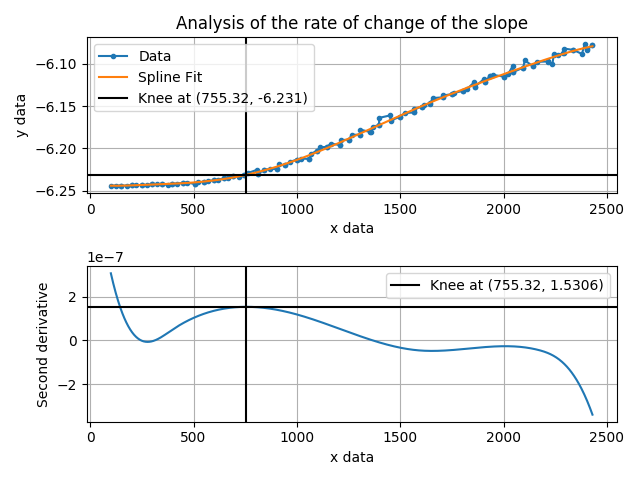 Analysis of the rate of change of the slope
Data
Spline Fit
Knee at (755.32, -6.231)
y data
−6.10
−6.15
−6.20
−6.25
0
500
1000
1500
2000
2500
x data
1e−7
Knee at (755.32, 1.5306)
Second derivative
2
0
−2
0
500
1000
1500
2000
2500
x data